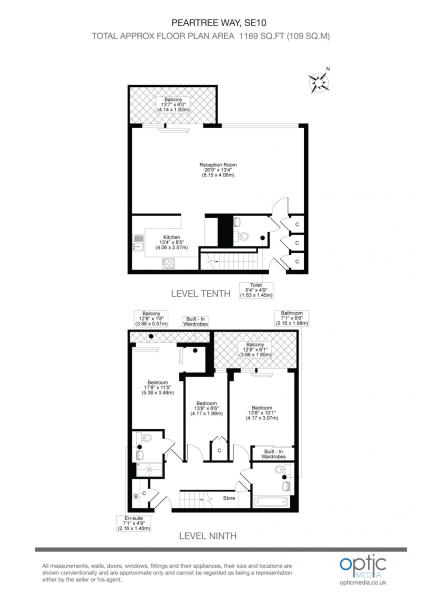 PEARTREE WAY, SE10
TOTAL APPROX FLOOR PLAN AREA 1169 SQ.FT (109 SQ.M)
N
Balcony
13'7" x 6'0"
(4.14 x 1.83m)
Reception Room
26'9" x 13'4"
(8.15 x 4.06m)
Kitchen
13'4" x 8'5"
(4.06 x 2.57m)
C
C
C
LEVEL TENTH
Toilet
5'4" x 4'9"
(1.63 x 1.45m)
Balcony
12'8" x 1'8"
(3.86 x 0.51m)
Built - In
Wardrobes
Bathroom
7'1" x 6'6"
(2.16 x 1.98m)
Balcony
12'8" x 6'1"
(3.86 x 1.85m)
Bedroom
17'8" x 11'5"
(5.38 x 3.48m)
Bedroom
13'8" x 6'6"
(4.17 x 1.98m)
Bedroom
13'8" x 10'1"
(4.17 x 3.07m)
C
Built - In
Wardrobes
C
Store
En-suite
7'1" x 4'9"
(2.16 x 1.45m)
LEVEL NINTH
All measurements, walls, doors, windows, fittings and their appliances, their size and locations are
shown conventionally and are approximate only and cannot be regarded as being a representation
either by the seller or his agent.
optic
MEDIA
opticmedia.co.uk